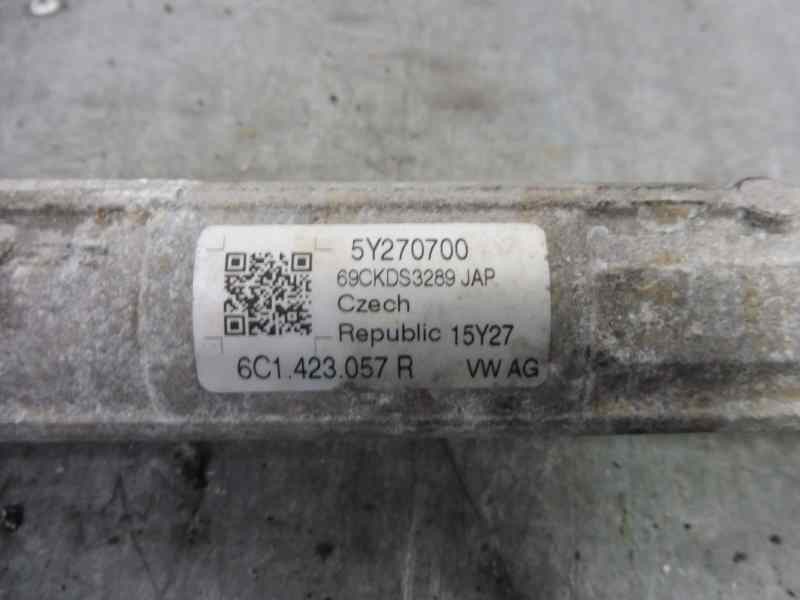 5Y270700
69CKDS3289 JAP
Czech
Republic 15Y27
6C1.423.057 R VW AG